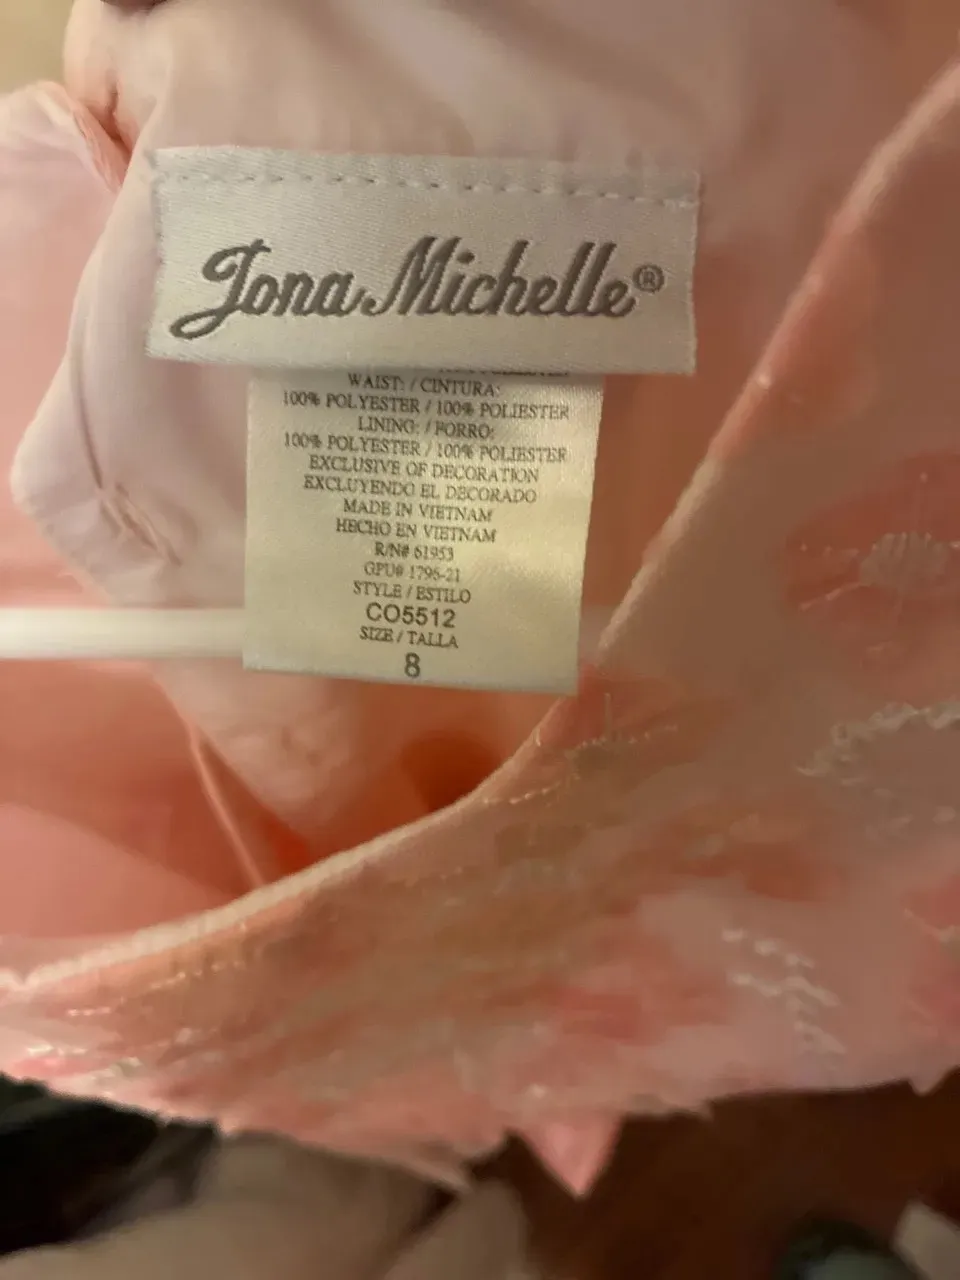 Jona Michelle®
WAIST: / CINTURA:
100% POLYESTER / 100% POLIESTER
LINING: / FORRO:
100% POLYESTER / 100% POLIESTER
EXCLUSIVE OF DECORATION
EXCLUYENDO EL DECORADO
MADE IN VIETNAM
HECHO EN VIETNAM
R/N# 61953
GPU# 1796-21
STYLE / ESTILO
CO5512
SIZE / TALLA
8